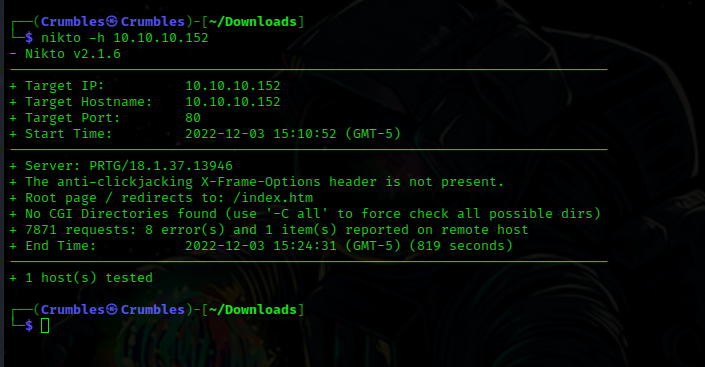 ┌──(Crumbles㉿Crumbles)-[~/Downloads]
└─$ nikto -h 10.10.10.152
- Nikto v2.1.6
---------------------------------------------------------------------------
+ Target IP:          10.10.10.152
+ Target Hostname:    10.10.10.152
+ Target Port:        80
+ Start Time:         2022-12-03 15:10:52 (GMT-5)
---------------------------------------------------------------------------
+ Server: PRTG/18.1.37.13946
+ The anti-clickjacking X-Frame-Options header is not present.
+ Root page / redirects to: /index.htm
+ No CGI Directories found (use '-C all' to force check all possible dirs)
+ 7871 requests: 8 error(s) and 1 item(s) reported on remote host
+ End Time:           2022-12-03 15:24:31 (GMT-5) (819 seconds)
---------------------------------------------------------------------------
+ 1 host(s) tested
┌──(Crumbles㉿Crumbles)-[~/Downloads]
└─$